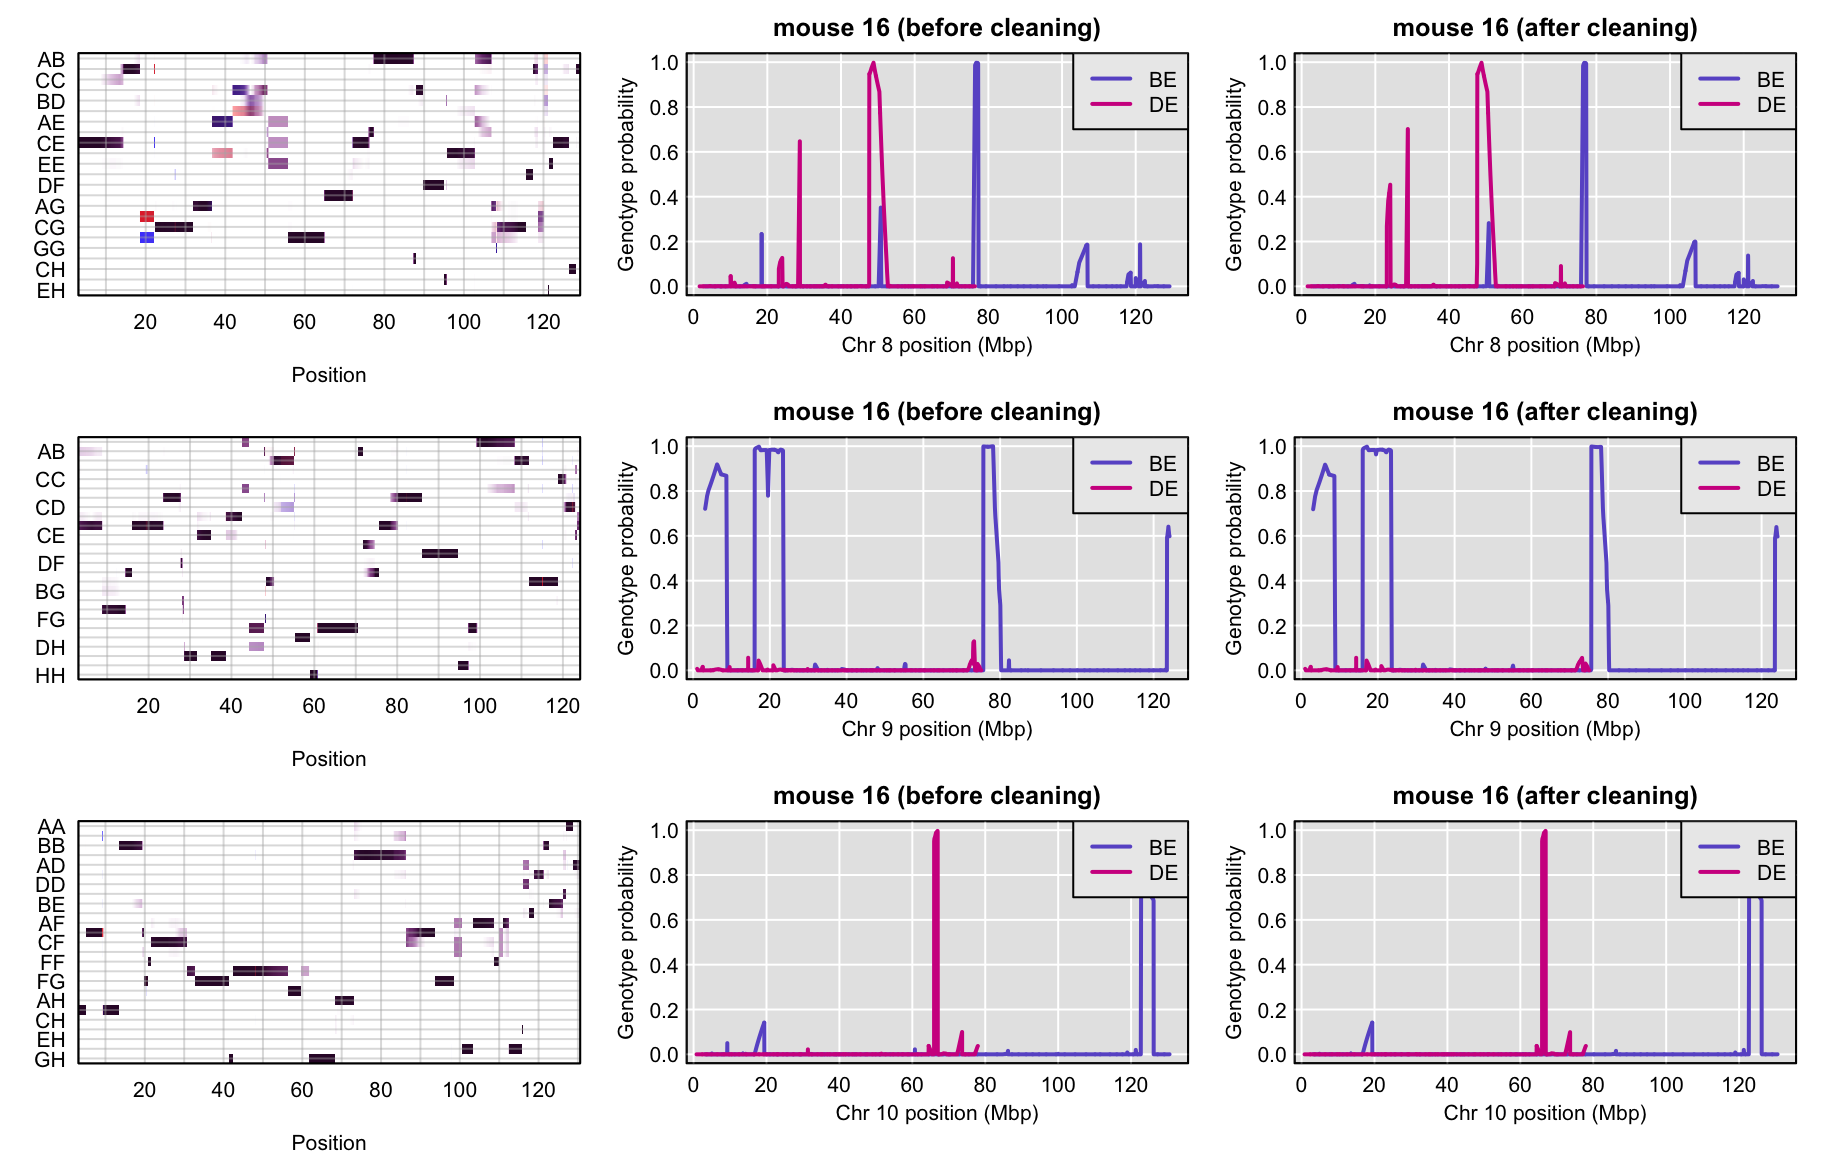 AB
CC
BD
AE
CE
EE
DF
AG
CG
GG
CH
EH
20 40 60 80 100 120
Position
mouse 16 (before cleaning)
Genotype probability
1.0
0.8
0.6
0.4
0.2
0.0
BE
DE
0 20 40 60 80 100 120
Chr 8 position (Mbp)
mouse 16 (after cleaning)
Genotype probability
1.0
0.8
0.6
0.4
0.2
0.0
BE
DE
0 20 40 60 80 100 120
Chr 8 position (Mbp)
AB
CC
CD
CE
DF
BG
FG
DH
HH
20 40 60 80 100 120
Position
mouse 16 (before cleaning)
Genotype probability
1.0
0.8
0.6
0.4
0.2
0.0
BE
DE
0 20 40 60 80 100 120
Chr 9 position (Mbp)
mouse 16 (after cleaning)
Genotype probability
1.0
0.8
0.6
0.4
0.2
0.0
BE
DE
0 20 40 60 80 100 120
Chr 9 position (Mbp)
AA
BB
AD
DD
BE
AF
CF
FF
FG
AH
CH
EH
GH
20 40 60 80 100 120
Position
mouse 16 (before cleaning)
Genotype probability
1.0
0.8
0.6
0.4
0.2
0.0
BE
DE
0 20 40 60 80 100 120
Chr 10 position (Mbp)
mouse 16 (after cleaning)
Genotype probability
1.0
0.8
0.6
0.4
0.2
0.0
BE
DE
0 20 40 60 80 100 120
Chr 10 position (Mbp)